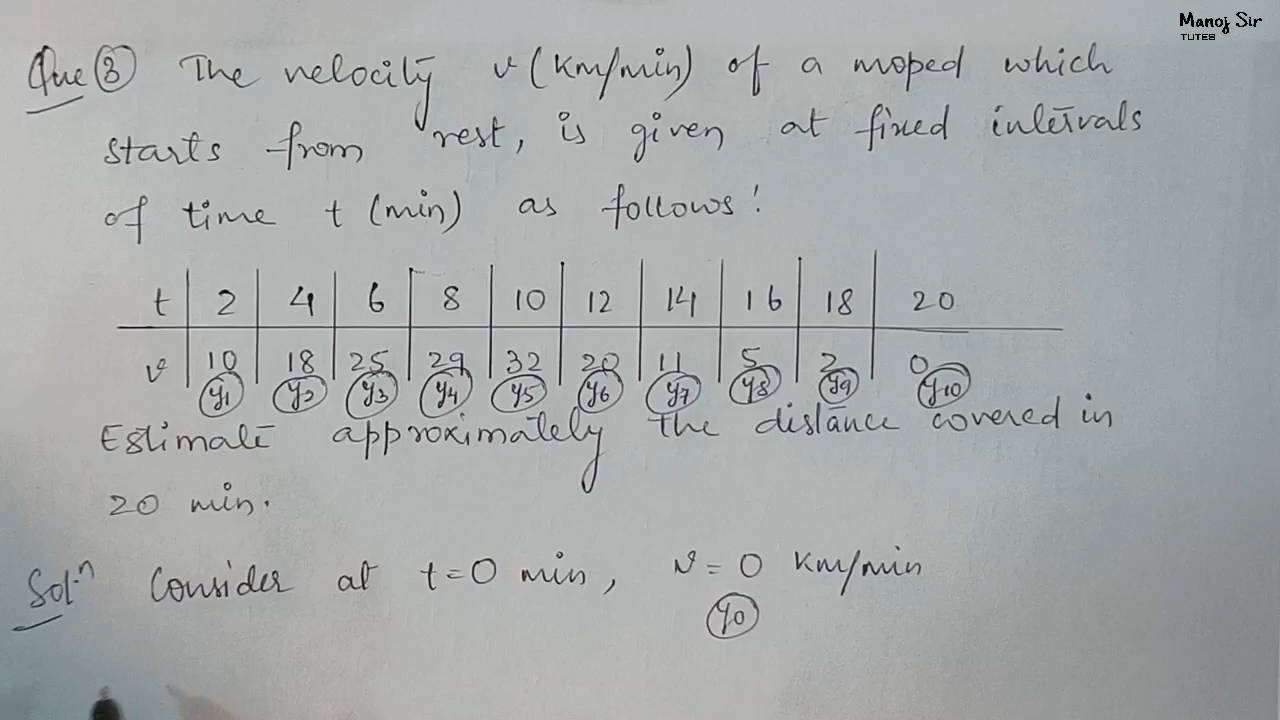 Manoj Sir
TUTES
Que 3 The velocity v (km/min) of a moped which
starts from rest, is given at fixed intervals
of time t (min) as follows:
t 2 4 6 8 10 12 14 16 18 20
v 10 18 25 29 32 20 11 5 2 0
y1 y2 y3 y4 y5 y6 y7 y8 y9 y10
Estimate approximately the distance covered in
20 min.
Sol.n Consider at t=0 min, v=0 km/min
y0